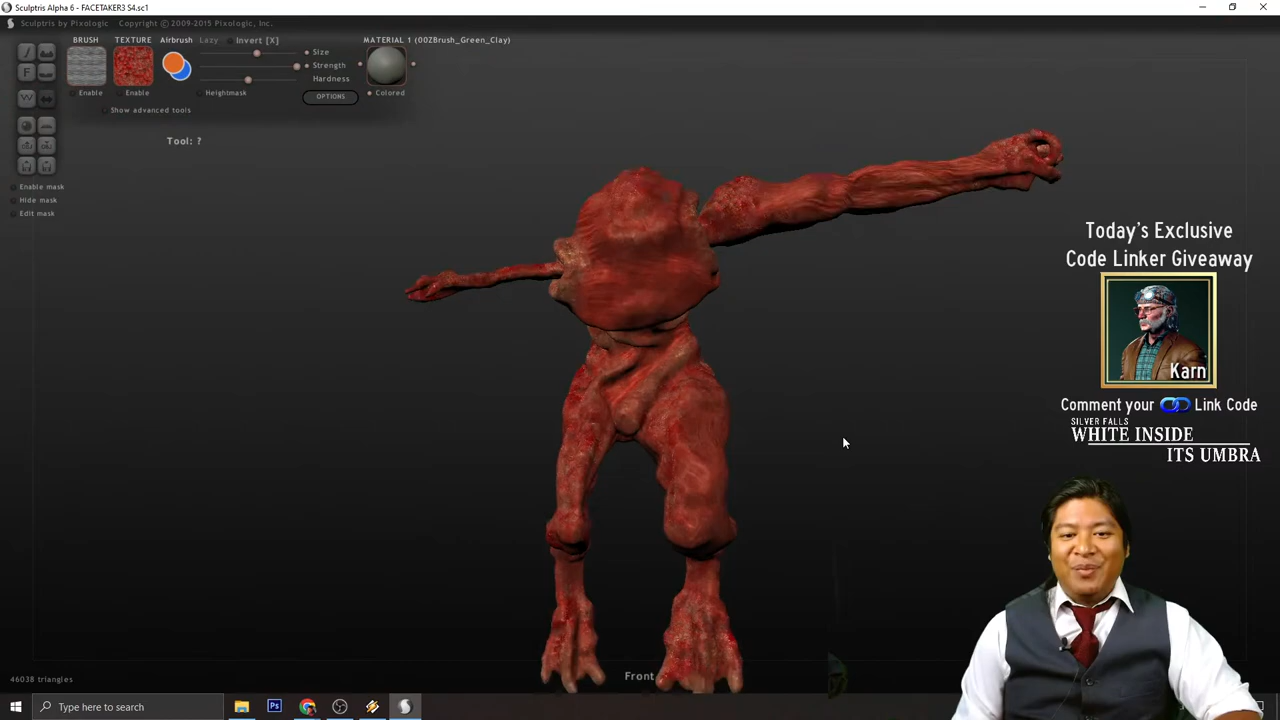 Sculptris Alpha 6 - FACETAKER3 S4.sc1
Sculptris by Pixologic Copyright © 2009-2015 Pixologic, Inc.
BRUSH TEXTURE Airbrush Lazy Invert [X] MATERIAL 1 (00ZBrush_Green_Clay)
Size
Strength
Hardness
Enable Enable Heightmask OPTIONS Colored
Show advanced tools
Tool: ?
Enable mask
Hide mask
Edit mask
Today's Exclusive
Code Linker Giveaway
Karn
Comment your Link Code
SILVER FALLS
WHITE INSIDE
ITS UMBRA
46038 triangles
Front
Type here to search
Ps